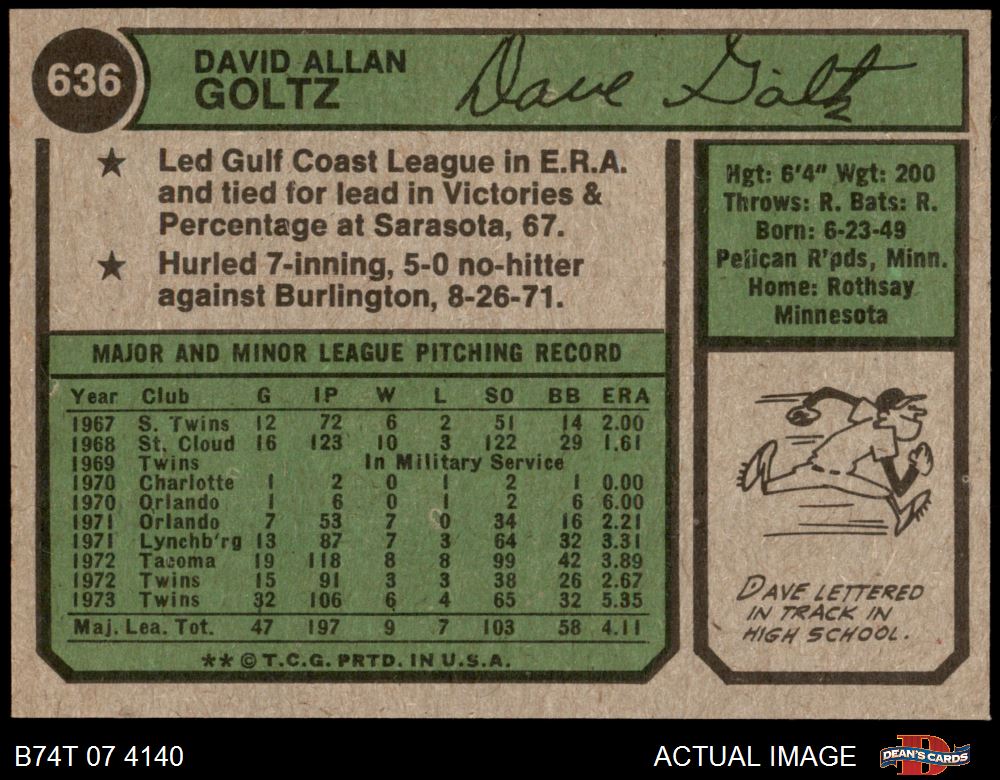 636
DAVID ALLAN
GOLTZ
Dave Goltz
★ Led Gulf Coast League in E.R.A.
and tied for lead in Victories &
Percentage at Sarasota, 67.
★ Hurled 7-inning, 5-0 no-hitter
against Burlington, 8-26-71.
Hgt: 6'4" Wgt: 200
Throws: R. Bats: R.
Born: 6-23-49
Pelican R'pds, Minn.
Home: Rothsay
Minnesota
MAJOR AND MINOR LEAGUE PITCHING RECORD
Year Club G IP W L SO BB ERA
1967 S. Twins 12 72 6 2 51 14 2.00
1968 St. Cloud 16 123 10 3 122 29 1.61
1969 Twins In Military Service
1970 Charlotte 1 2 0 1 2 1 0.00
1970 Orlando 1 6 0 1 2 6 6.00
1971 Orlando 7 53 7 0 34 16 2.21
1971 Lynchb'rg 13 87 7 3 64 32 3.31
1972 Tacoma 19 118 8 8 99 42 3.89
1972 Twins 15 91 3 3 38 26 2.67
1973 Twins 32 106 6 4 65 32 5.35
Maj. Lea. Tot. 47 197 9 7 103 58 4.11
** © T.C.G. PRTD. IN U.S.A.
DAVE LETTERED
IN TRACK IN
HIGH SCHOOL.
B74T 07 4140
ACTUAL IMAGE
DEAN'S CARDS